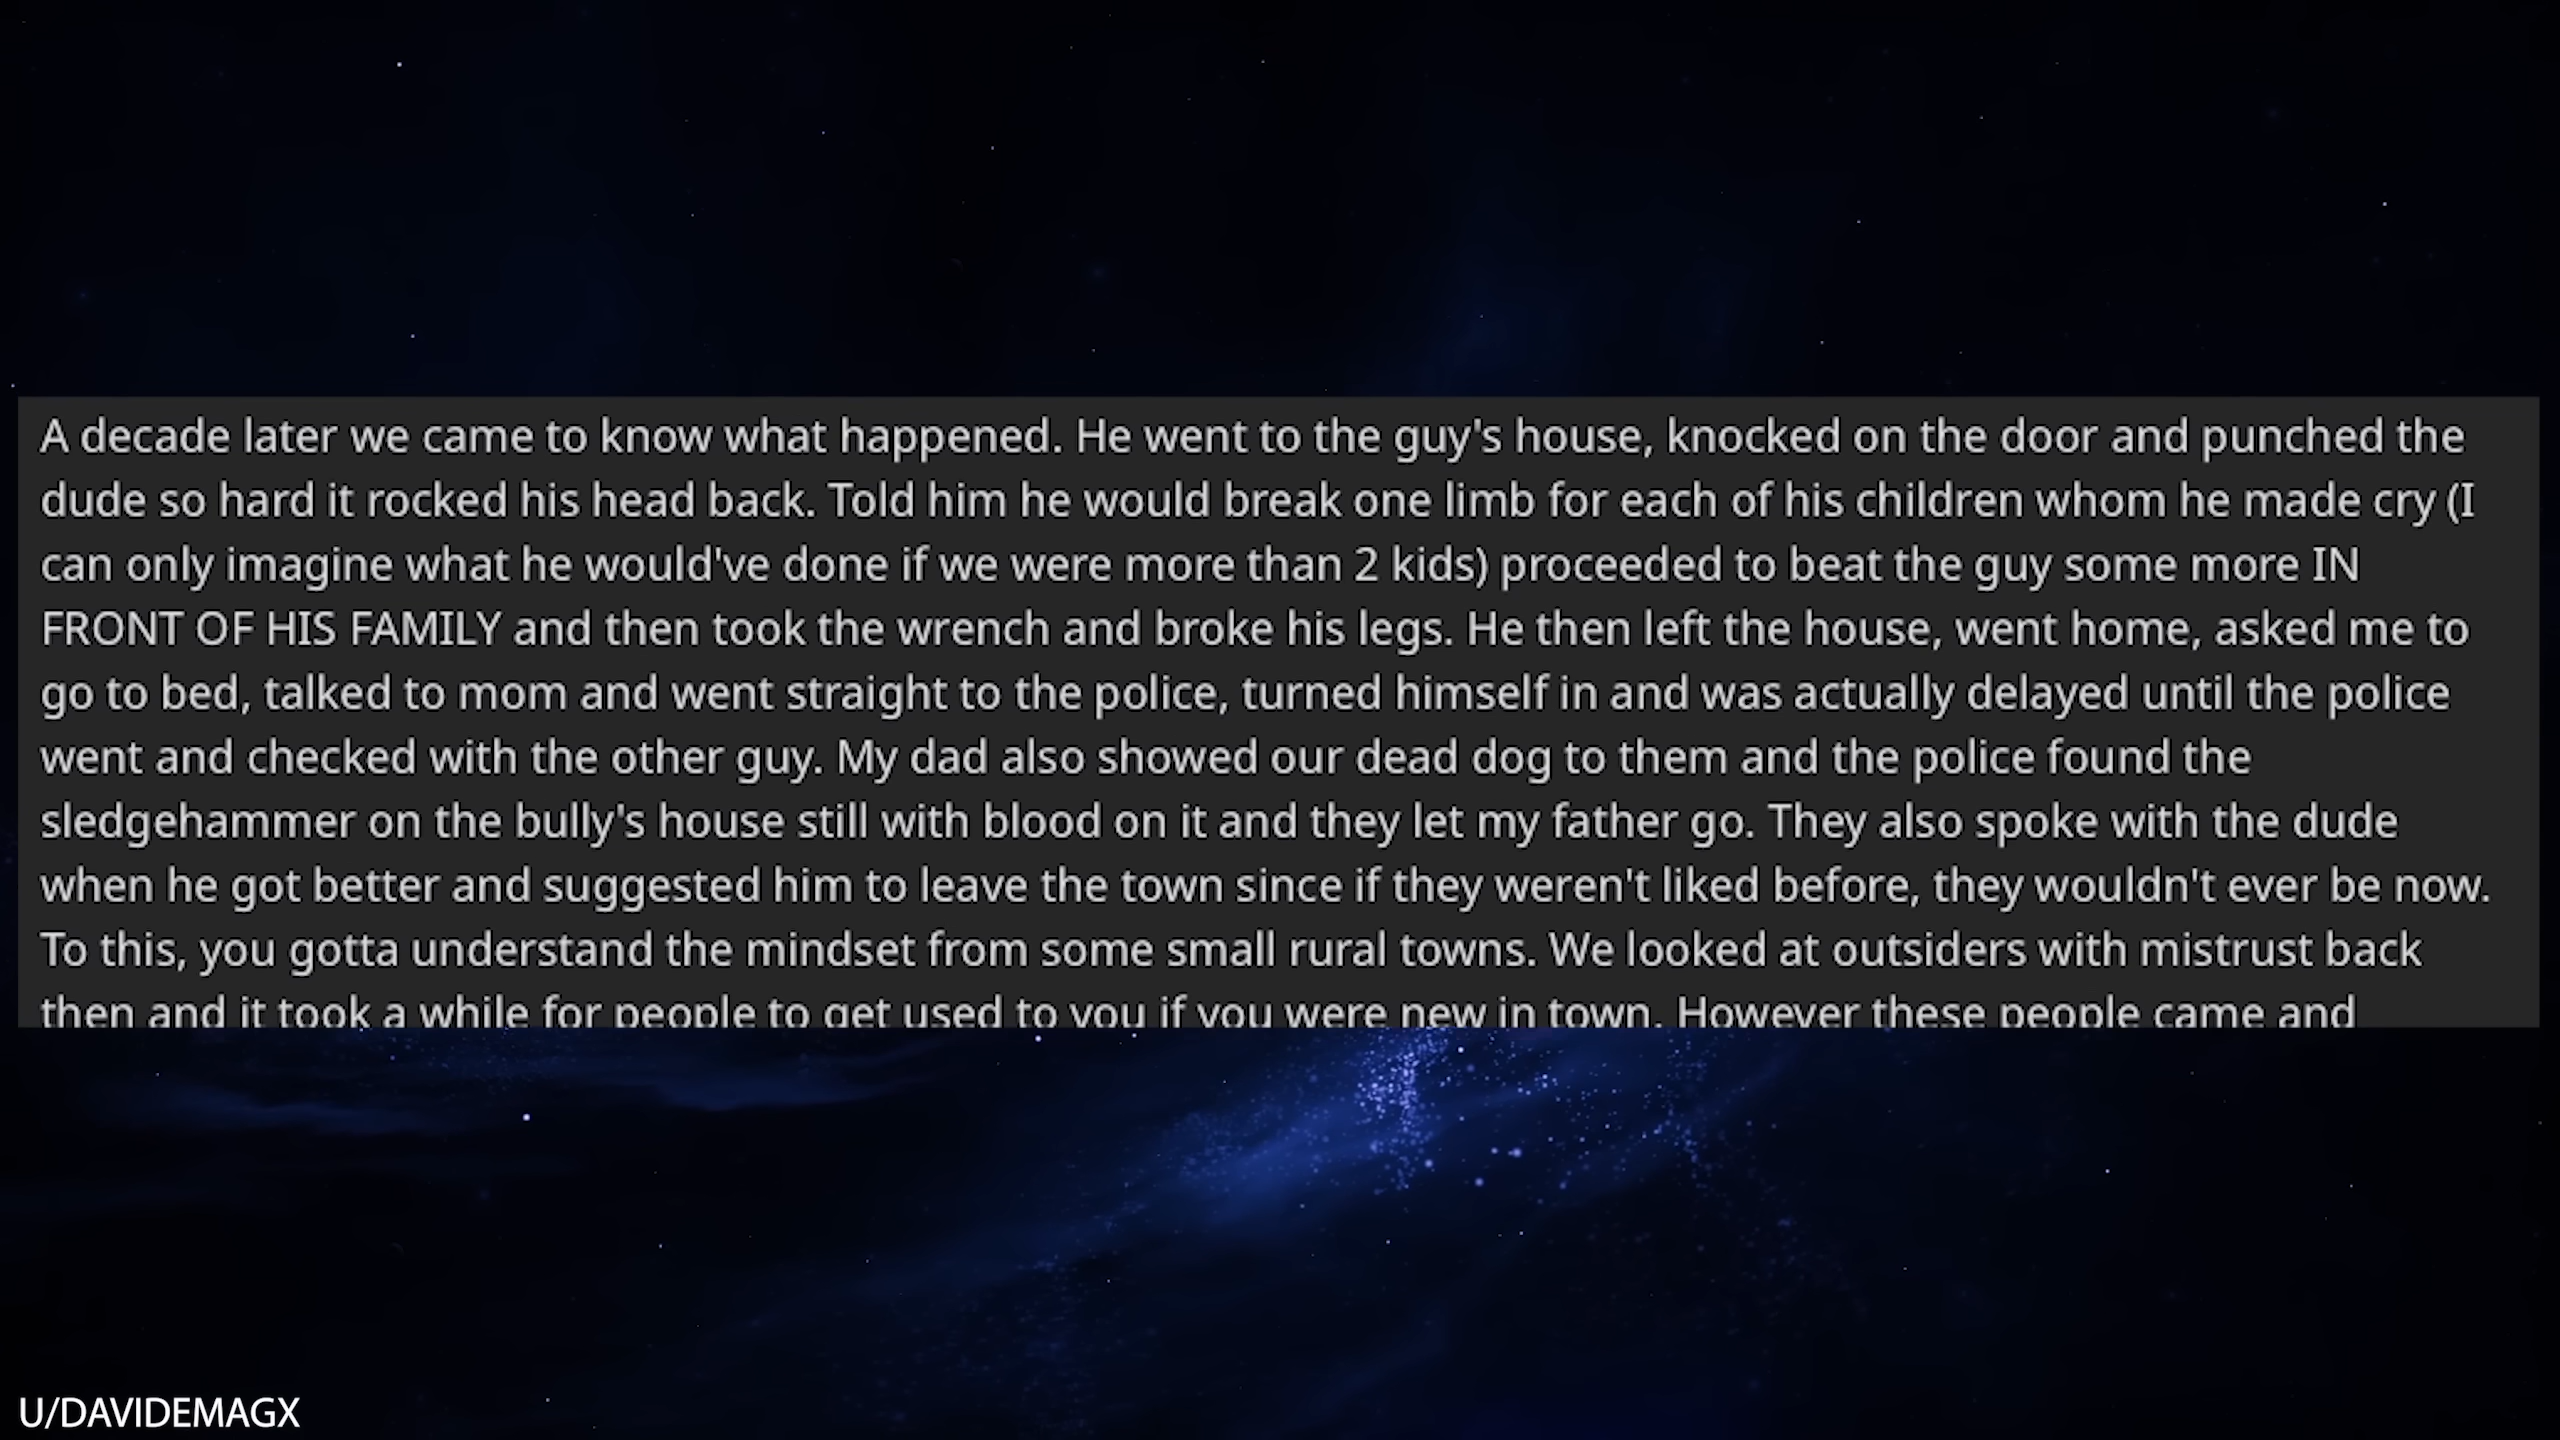 A decade later we came to know what happened. He went to the guy's house, knocked on the door and punched the
dude so hard it rocked his head back. Told him he would break one limb for each of his children whom he made cry (I
can only imagine what he would've done if we were more than 2 kids) proceeded to beat the guy some more IN
FRONT OF HIS FAMILY and then took the wrench and broke his legs. He then left the house, went home, asked me to
go to bed, talked to mom and went straight to the police, turned himself in and was actually delayed until the police
went and checked with the other guy. My dad also showed our dead dog to them and the police found the
sledgehammer on the bully's house still with blood on it and they let my father go. They also spoke with the dude
when he got better and suggested him to leave the town since if they weren't liked before, they wouldn't ever be now.
To this, you gotta understand the mindset from some small rural towns. We looked at outsiders with mistrust back
then and it took a while for people to get used to you if you were new in town. However these people came and
U/DAVIDEMAGX